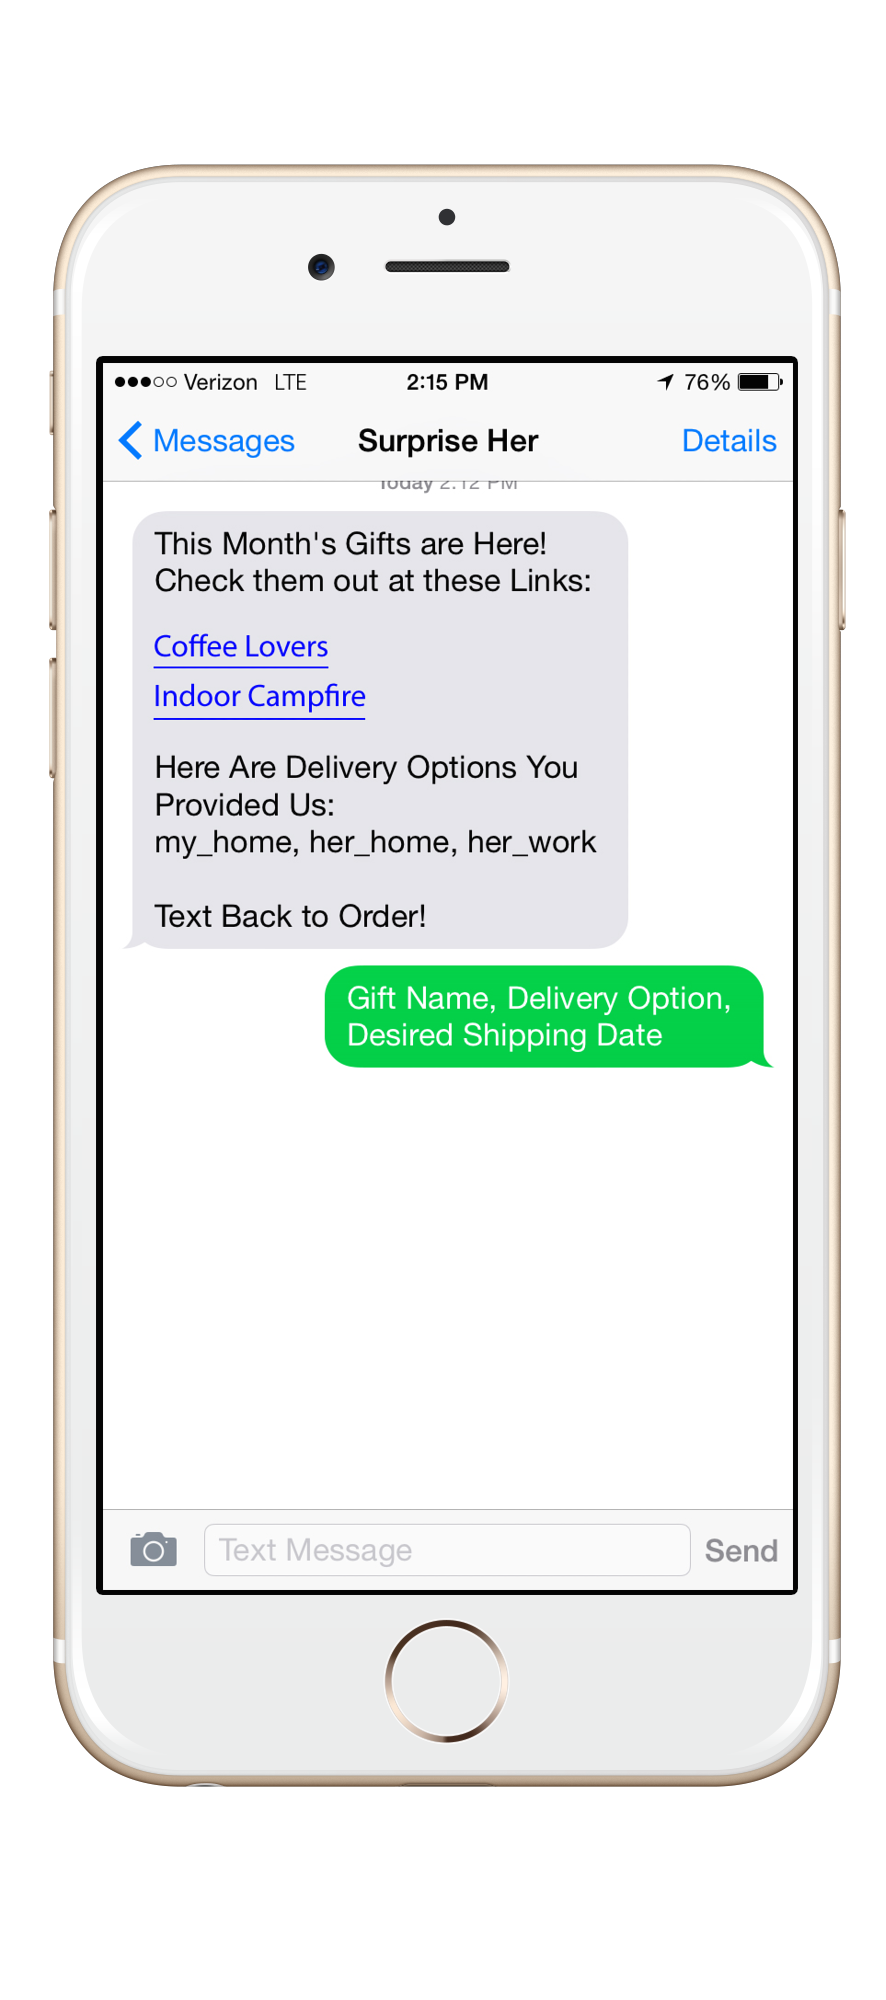 Verizon LTE 2:15 PM 76%
Messages Surprise Her Details
Today 2:12 PM
This Month's Gifts are Here!
Check them out at these Links:
Coffee Lovers
Indoor Campfire
Here Are Delivery Options You
Provided Us:
my_home, her_home, her_work
Text Back to Order!
Gift Name, Delivery Option,
Desired Shipping Date
Text Message Send